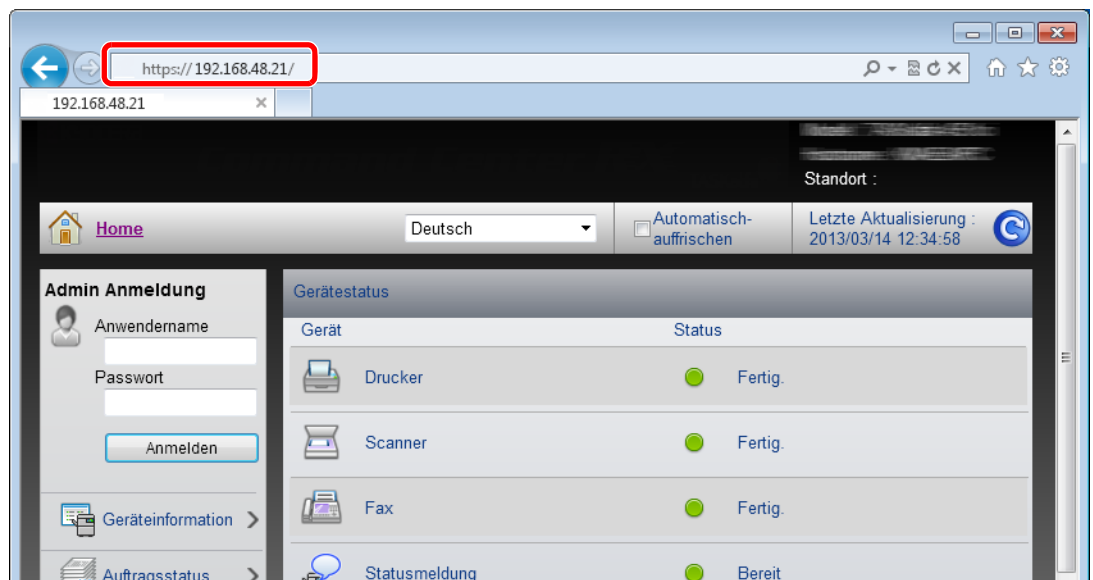 https://192.168.48.21/
192.168.48.21
Standort :
Home
Deutsch
Automatisch-
auffrischen
Letzte Aktualisierung :
2013/03/14 12:34:58
Admin Anmeldung
Anwendername
Passwort
Anmelden
Geräteinformation
Auftragsstatus
Gerätestatus
Gerät Status
Drucker Fertig.
Scanner Fertig.
Fax Fertig.
Statusmeldung Bereit